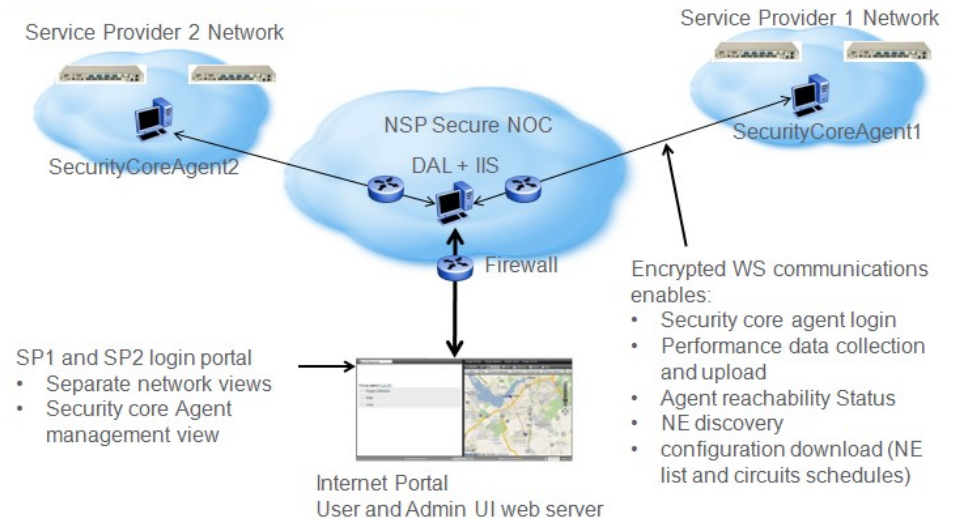 Service Provider 2 Network
Service Provider 1 Network
SecurityCoreAgent2
SecurityCoreAgent1
NSP Secure NOC
DAL + IIS
Firewall
SP1 and SP2 login portal
• Separate network views
• Security core Agent
management view
Internet Portal
User and Admin UI web server
Encrypted WS communications
enables:
• Security core agent login
• Performance data collection
and upload
• Agent reachability Status
• NE discovery
• configuration download (NE
list and circuits schedules)